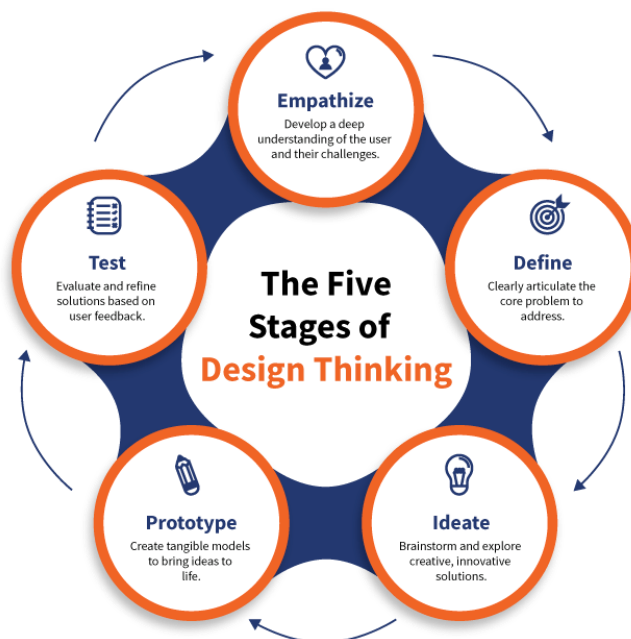 The Five
Stages of
Design Thinking
Empathize
Develop a deep
understanding of the user
and their challenges.
Define
Clearly articulate the
core problem to
address.
Ideate
Brainstorm and explore
creative, innovative
solutions.
Prototype
Create tangible models
to bring ideas to
life.
Test
Evaluate and refine
solutions based on
user feedback.